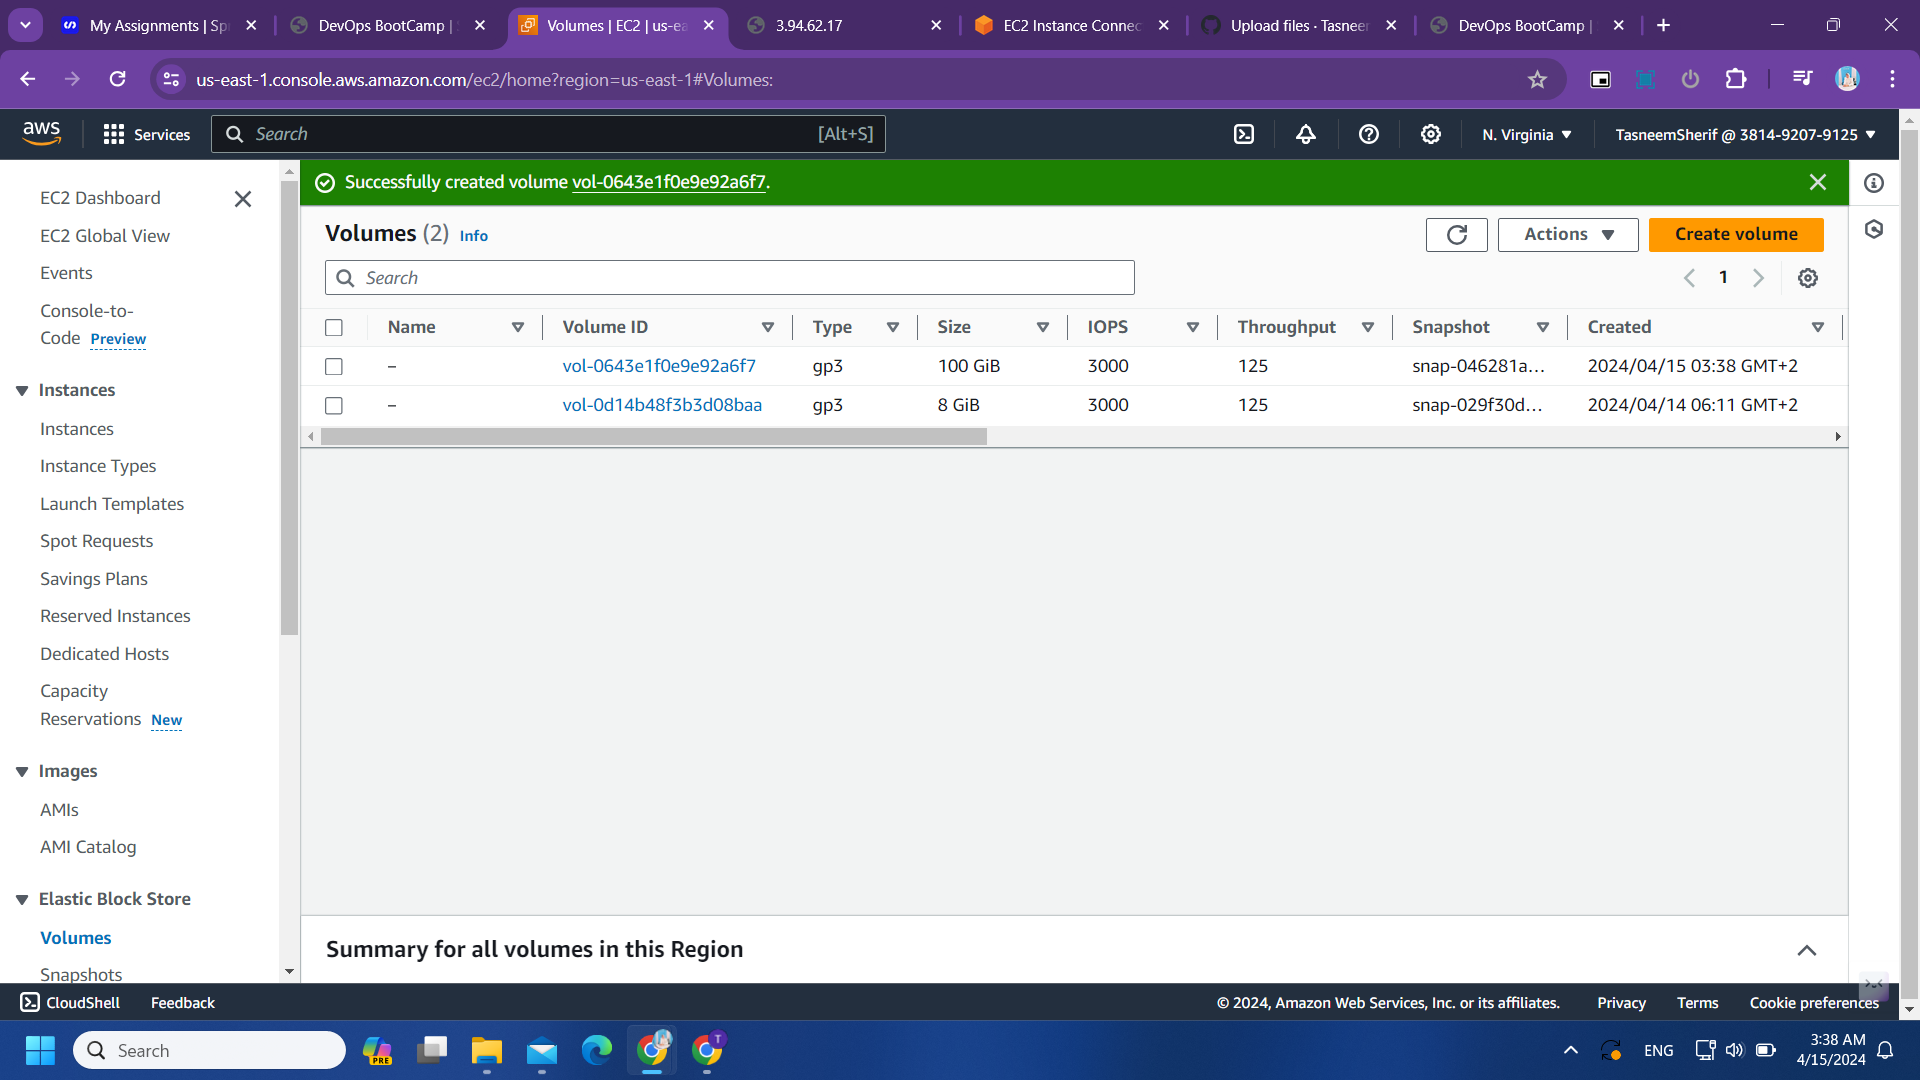 My Assignments | Sp
DevOps BootCamp |
Volumes | EC2 | us-ea
3.94.62.17
EC2 Instance Connec
Upload files · Tasneer
DevOps BootCamp |
us-east-1.console.aws.amazon.com/ec2/home?region=us-east-1#Volumes:
aws
Services
Search
[Alt+S]
N. Virginia
TasneemSherif @ 3814-9207-9125
EC2 Dashboard
EC2 Global View
Events
Console-to-
Code Preview
Instances
Instances
Instance Types
Launch Templates
Spot Requests
Savings Plans
Reserved Instances
Dedicated Hosts
Capacity
Reservations New
Images
AMIs
AMI Catalog
Elastic Block Store
Volumes
Snapshots
Successfully created volume vol-0643e1f0e9e92a6f7.
Volumes (2) Info
Actions
Create volume
Search
1
Name Volume ID Type Size IOPS Throughput Snapshot Created
– vol-0643e1f0e9e92a6f7 gp3 100 GiB 3000 125 snap-046281a... 2024/04/15 03:38 GMT+2
– vol-0d14b48f3b3d08baa gp3 8 GiB 3000 125 snap-029f30d... 2024/04/14 06:11 GMT+2
Summary for all volumes in this Region
CloudShell Feedback
© 2024, Amazon Web Services, Inc. or its affiliates. Privacy Terms Cookie preferences
Search
PRE
T
ENG
3:38 AM
4/15/2024